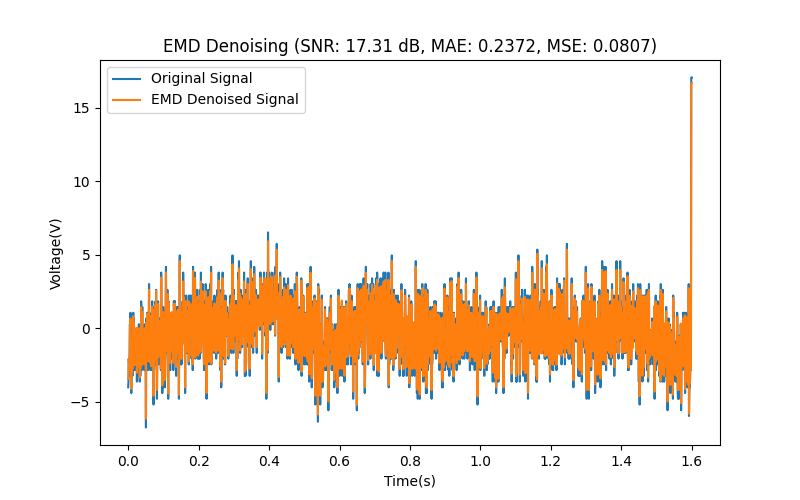 EMD Denoising (SNR: 17.31 dB, MAE: 0.2372, MSE: 0.0807)
Original Signal
EMD Denoised Signal
Voltage(V)
15
10
5
0
−5
0.0 0.2 0.4 0.6 0.8 1.0 1.2 1.4 1.6
Time(s)